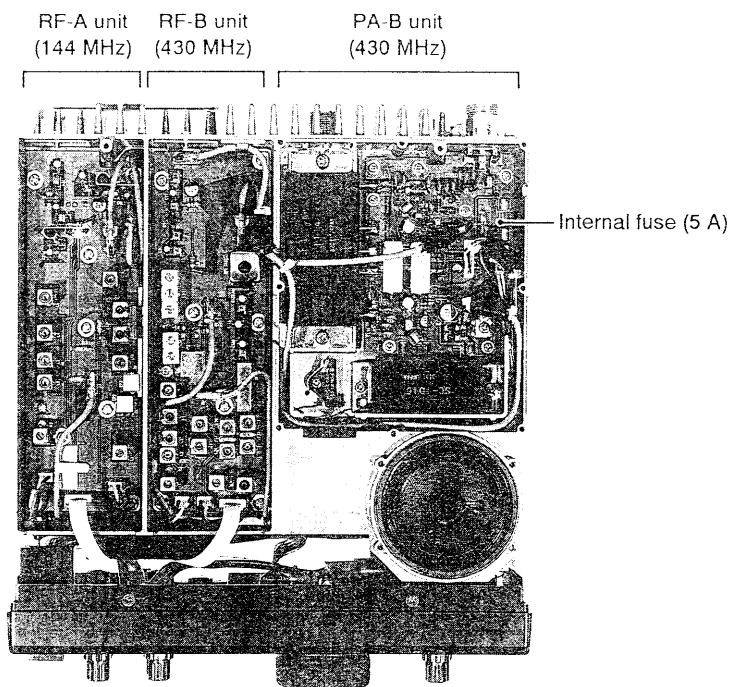 RF-A unit
(144 MHz)
RF-B unit
(430 MHz)
PA-B unit
(430 MHz)
Internal fuse (5 A)